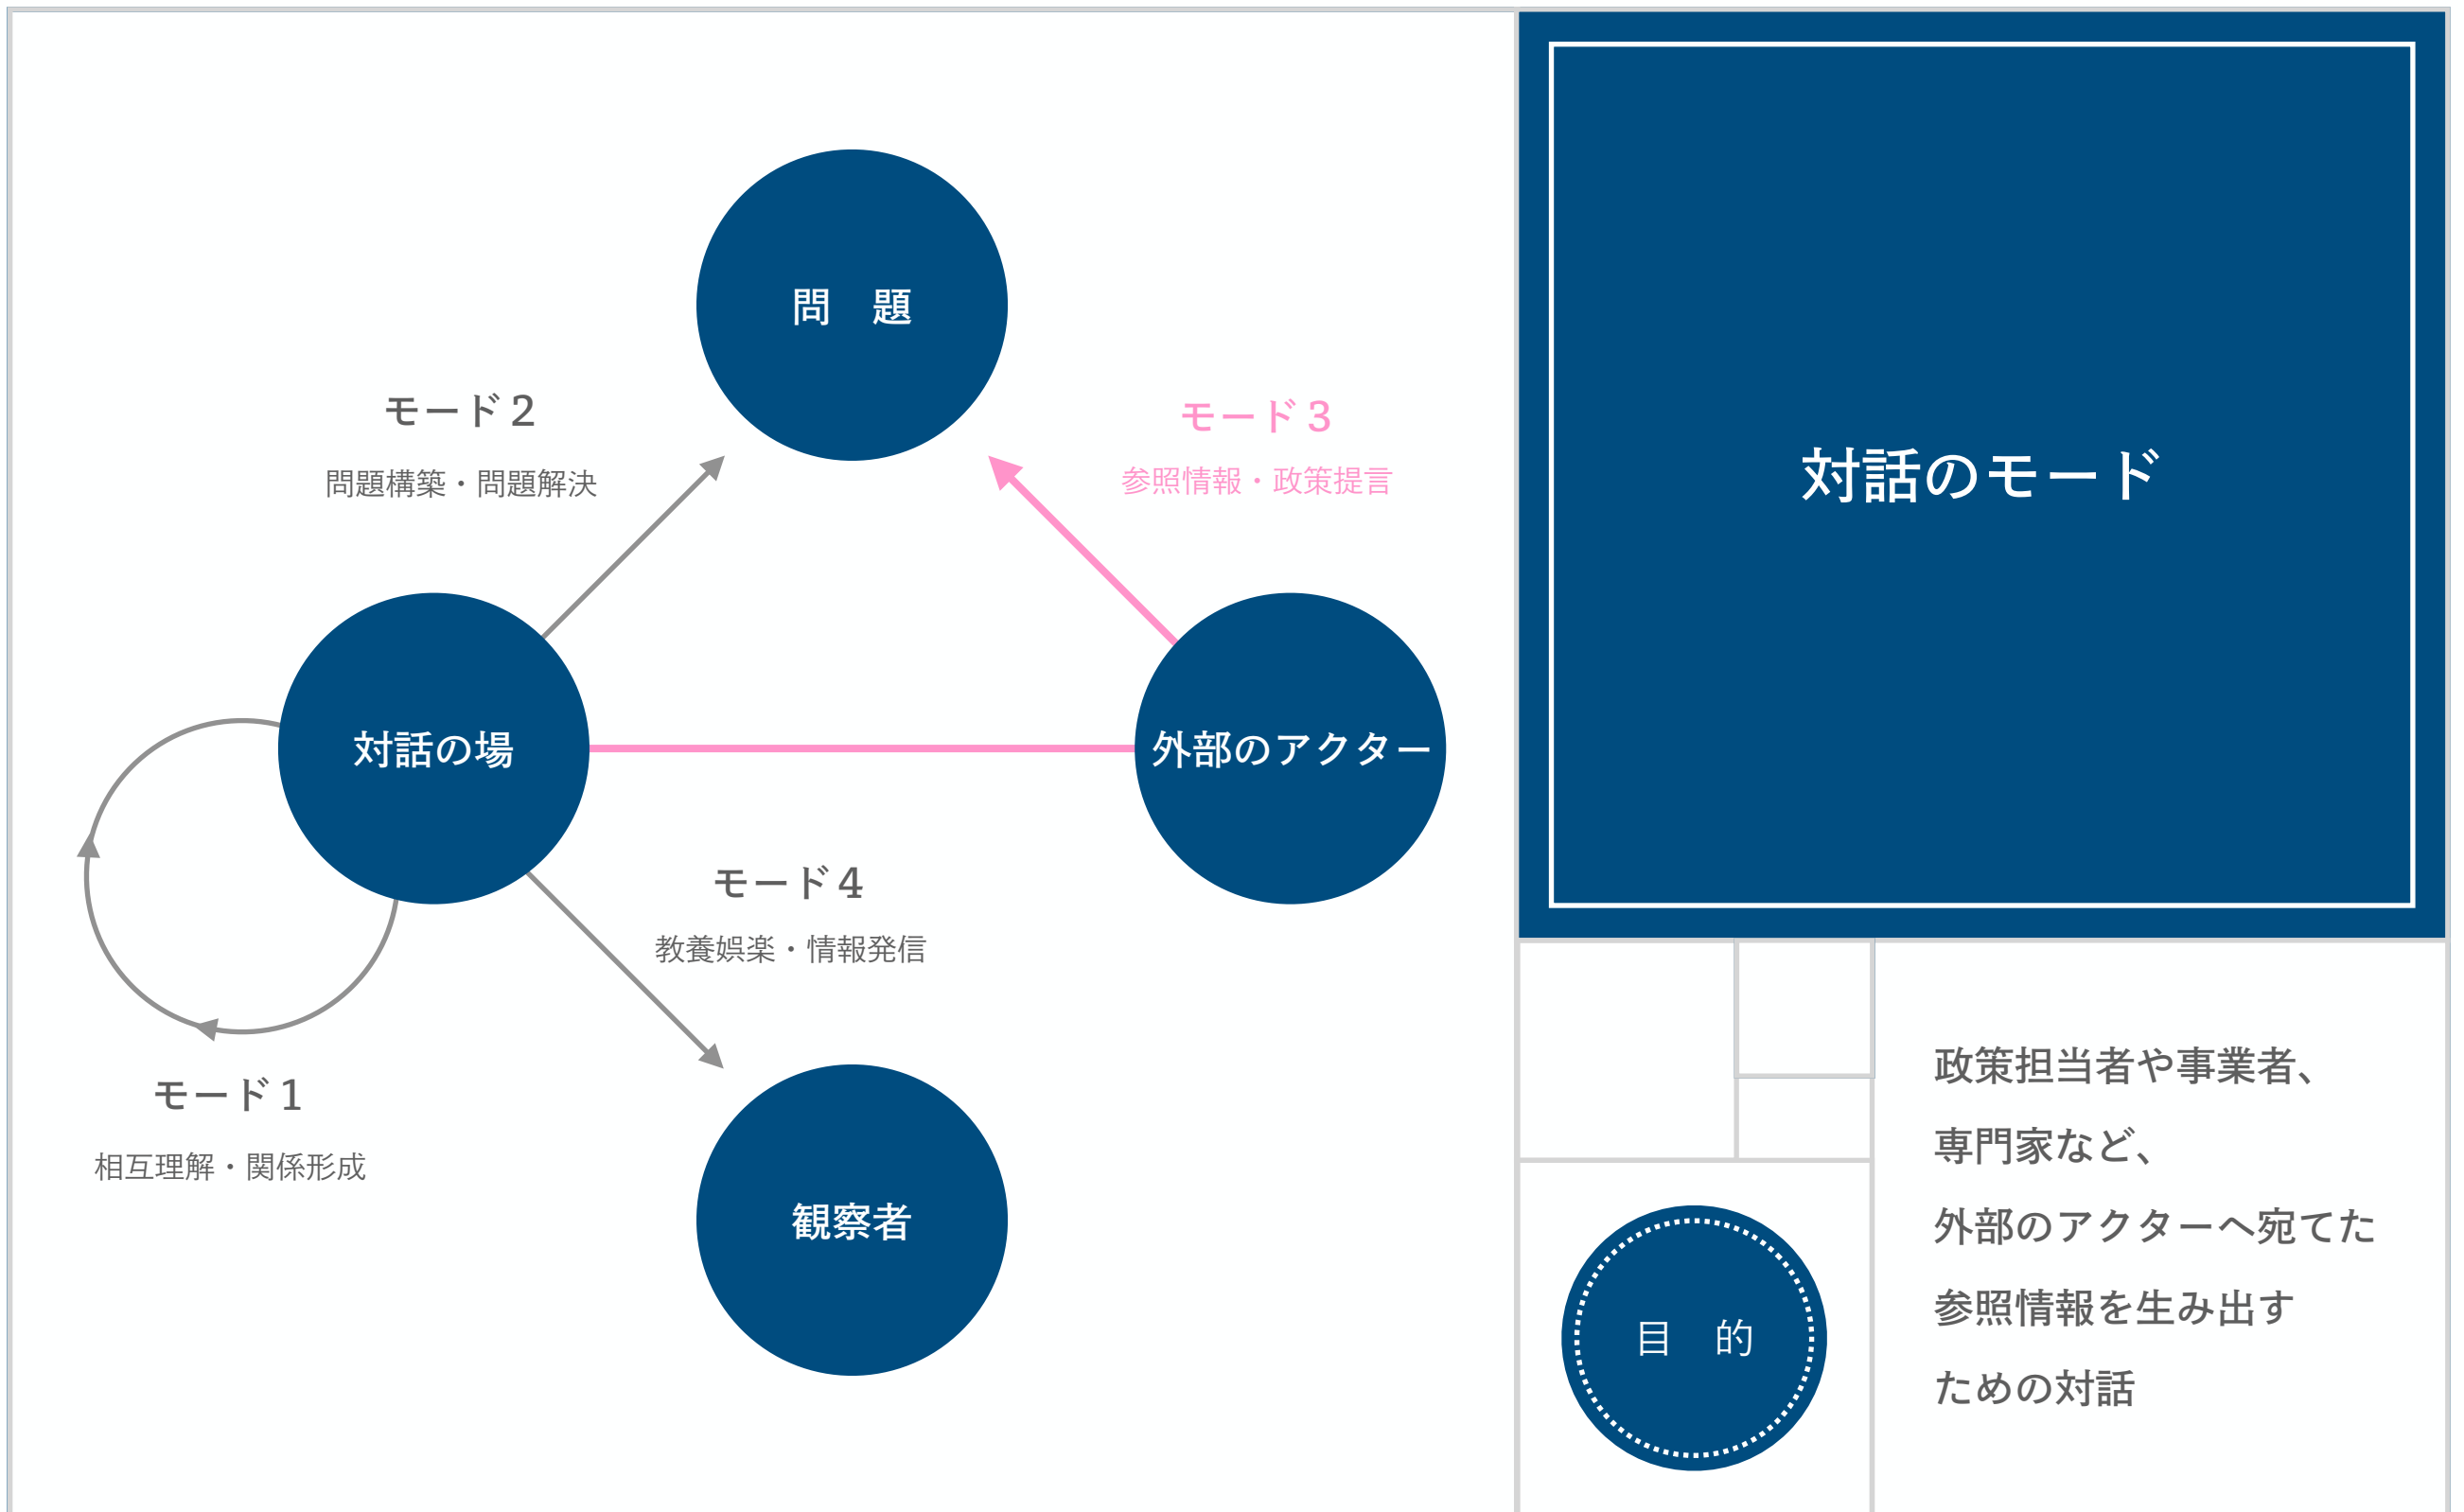 問　題
モード２
問題構築・問題解決
モード３
参照情報・政策提言
対話の場
外部のアクター
モード４
教養娯楽・情報発信
モード１
相互理解・関係形成
観察者
対話のモード
目　的
政策担当者や事業者、
専門家など、
外部のアクターへ宛てた
参照情報を生み出す
ための対話